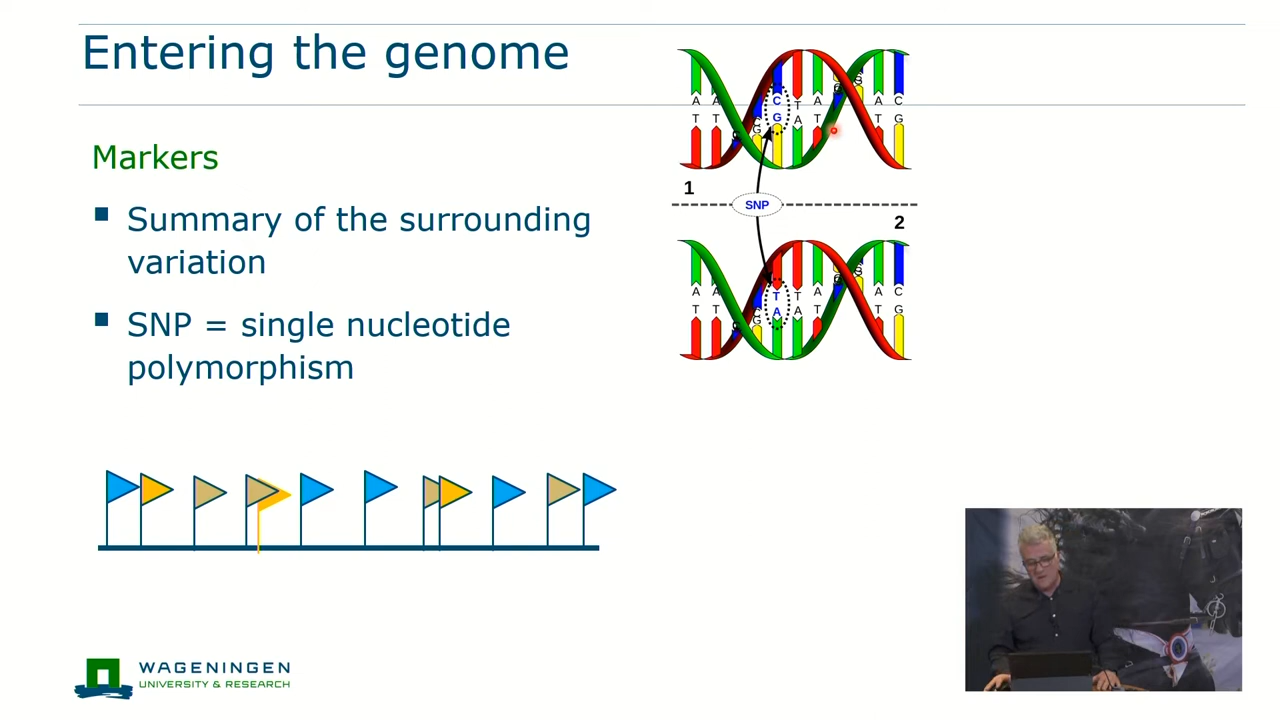 Entering the genome
Markers
Summary of the surrounding
variation
SNP = single nucleotide
polymorphism
A A C T A A C
T T G G A T T G
1
SNP
2
A A T T A A C
T T G A A T T G
WAGENINGEN
UNIVERSITY & RESEARCH